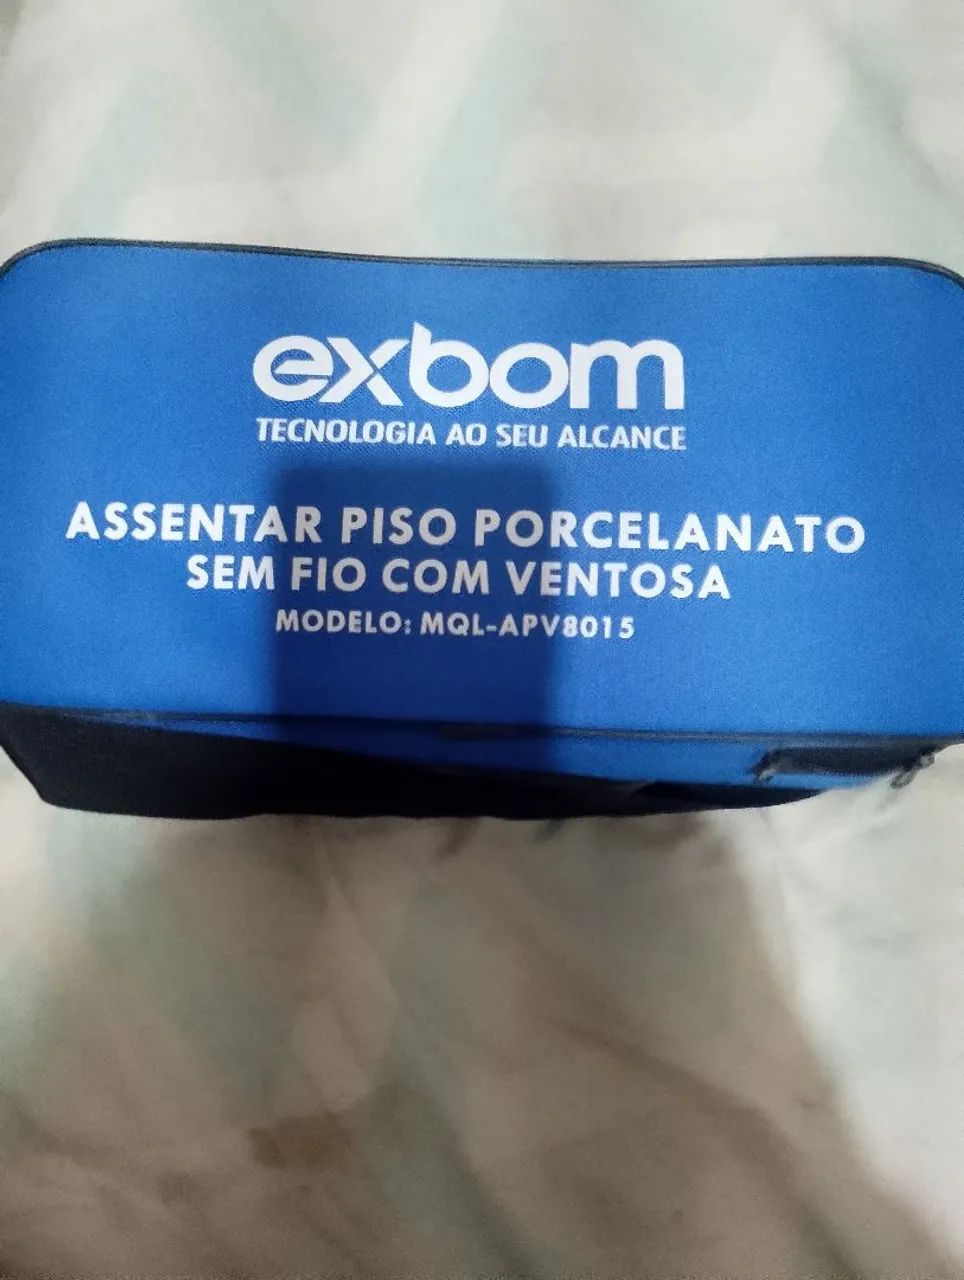 exbom
TECNOLOGIA AO SEU ALCANCE
ASSENTAR PISO PORCELANATO
SEM FIO COM VENTOSA
MODELO: MQL-APV8015